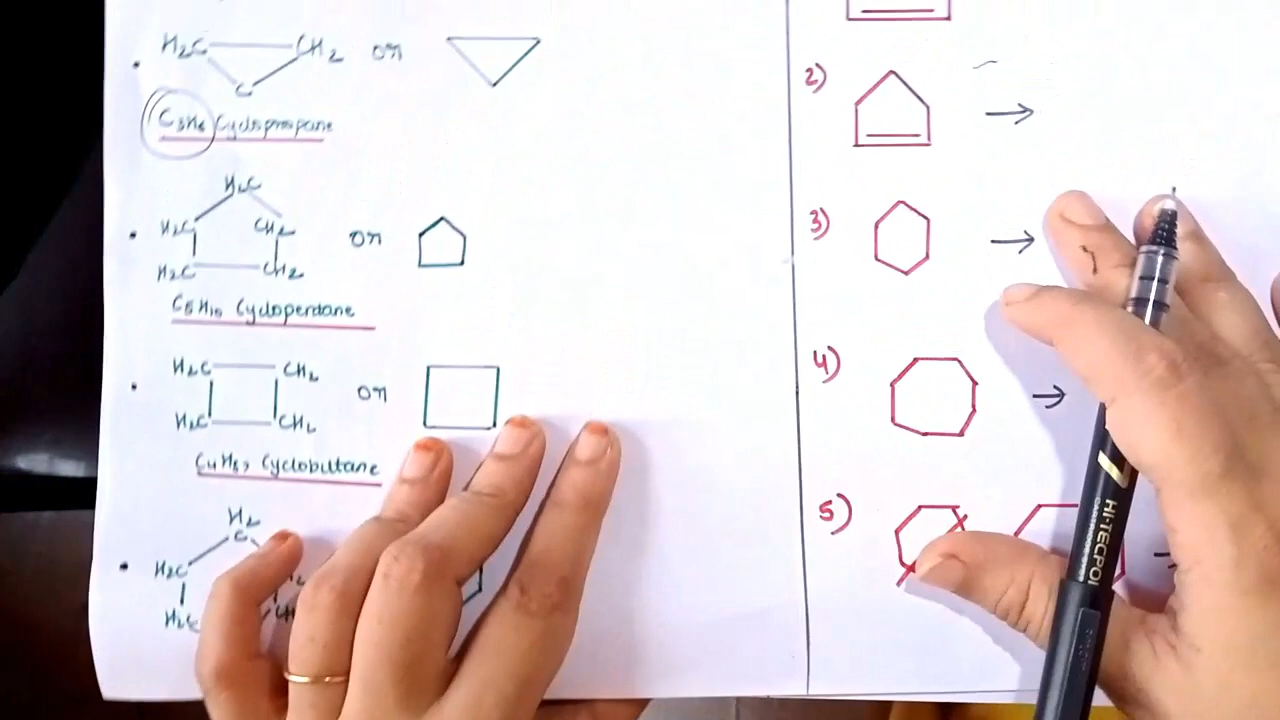 H₂C CH₂ or
C
C₃H₆ Cyclopropane
H₂C
H₂C CH₂ or
H₂C CH₂
C₅H₁₀ Cyclopentane
H₂C CH₂ or
H₂C CH₂
C₄H₈, Cyclobutane
H₂
C
H₂C
H₂C
2) →
3) →
4) →
5)
HI-TECPOI